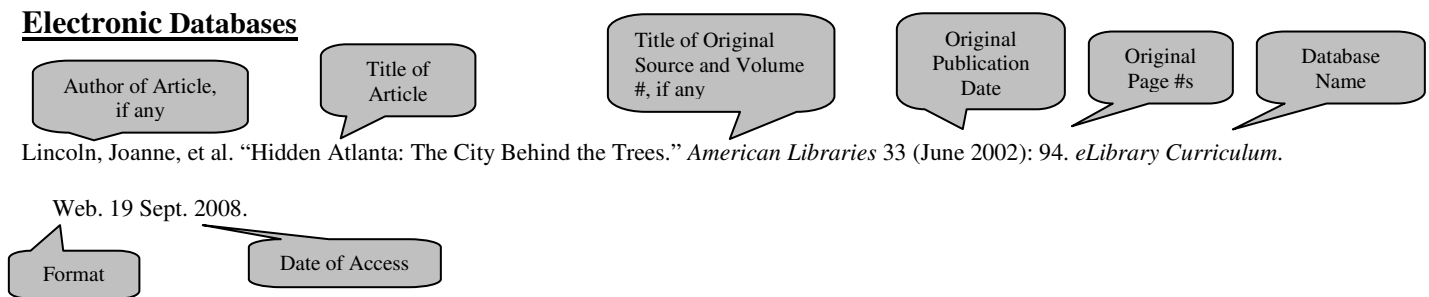 Electronic Databases
Author of Article,
if any
Title of
Article
Title of Original
Source and Volume
#, if any
Original
Publication
Date
Original
Page #s
Database
Name
Lincoln, Joanne, et al. “Hidden Atlanta: The City Behind the Trees.” American Libraries 33 (June 2002): 94. eLibrary Curriculum.
Web. 19 Sept. 2008.
Format
Date of Access